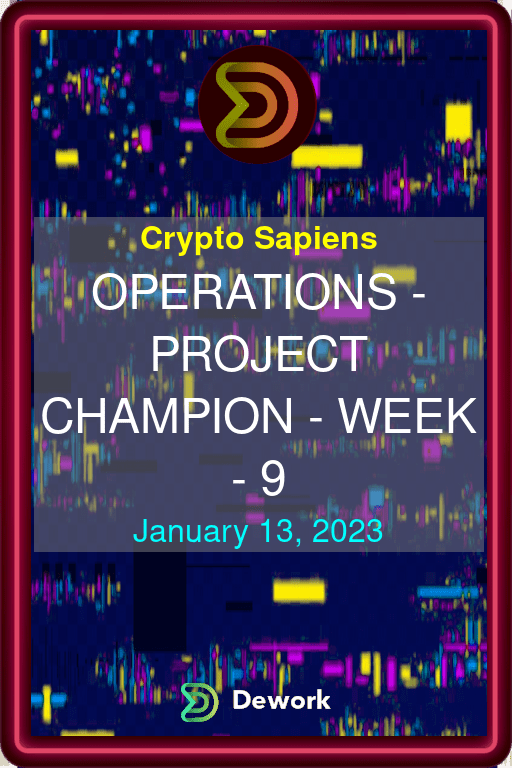 Crypto Sapiens
OPERATIONS -
PROJECT
CHAMPION - WEEK
- 9
January 13, 2023
Dework